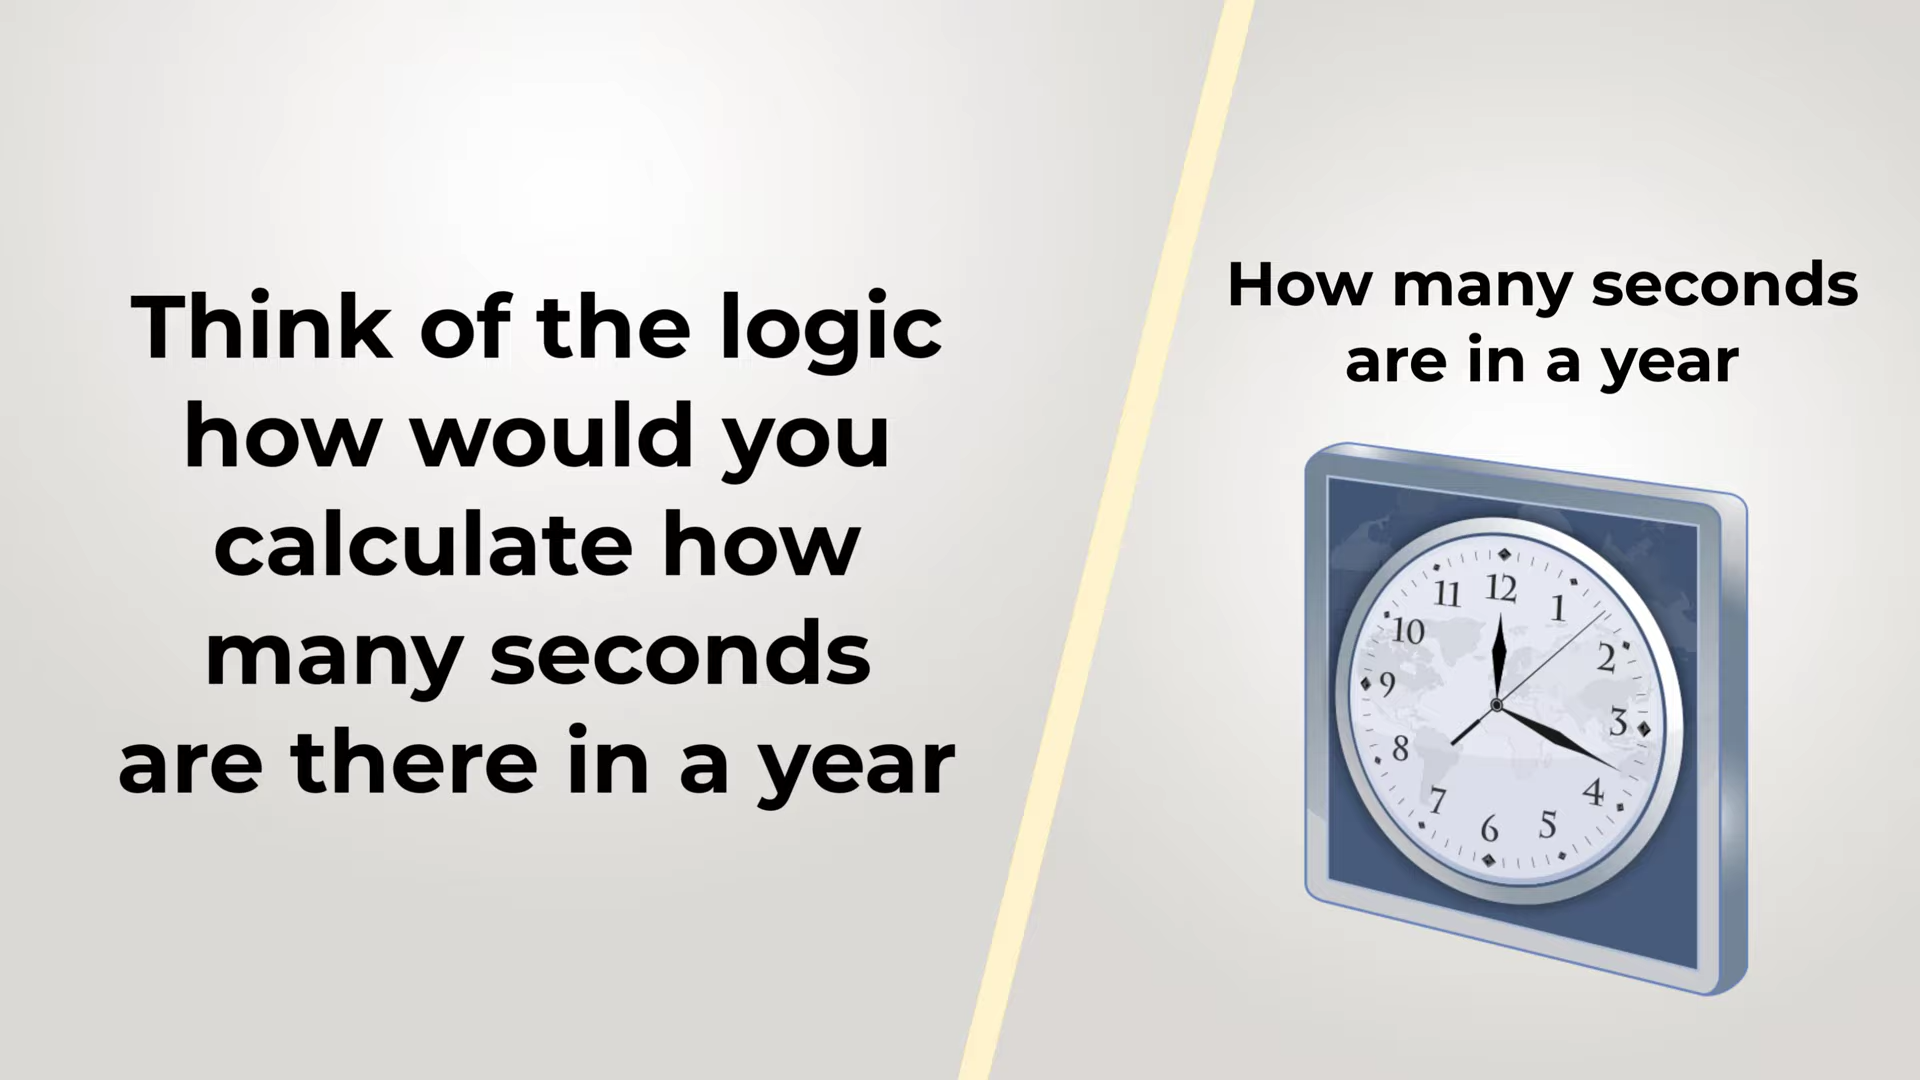 Think of the logic
how would you
calculate how
many seconds
are there in a year
How many seconds
are in a year
12
1
2
3
4
5
6
7
8
9
10
11